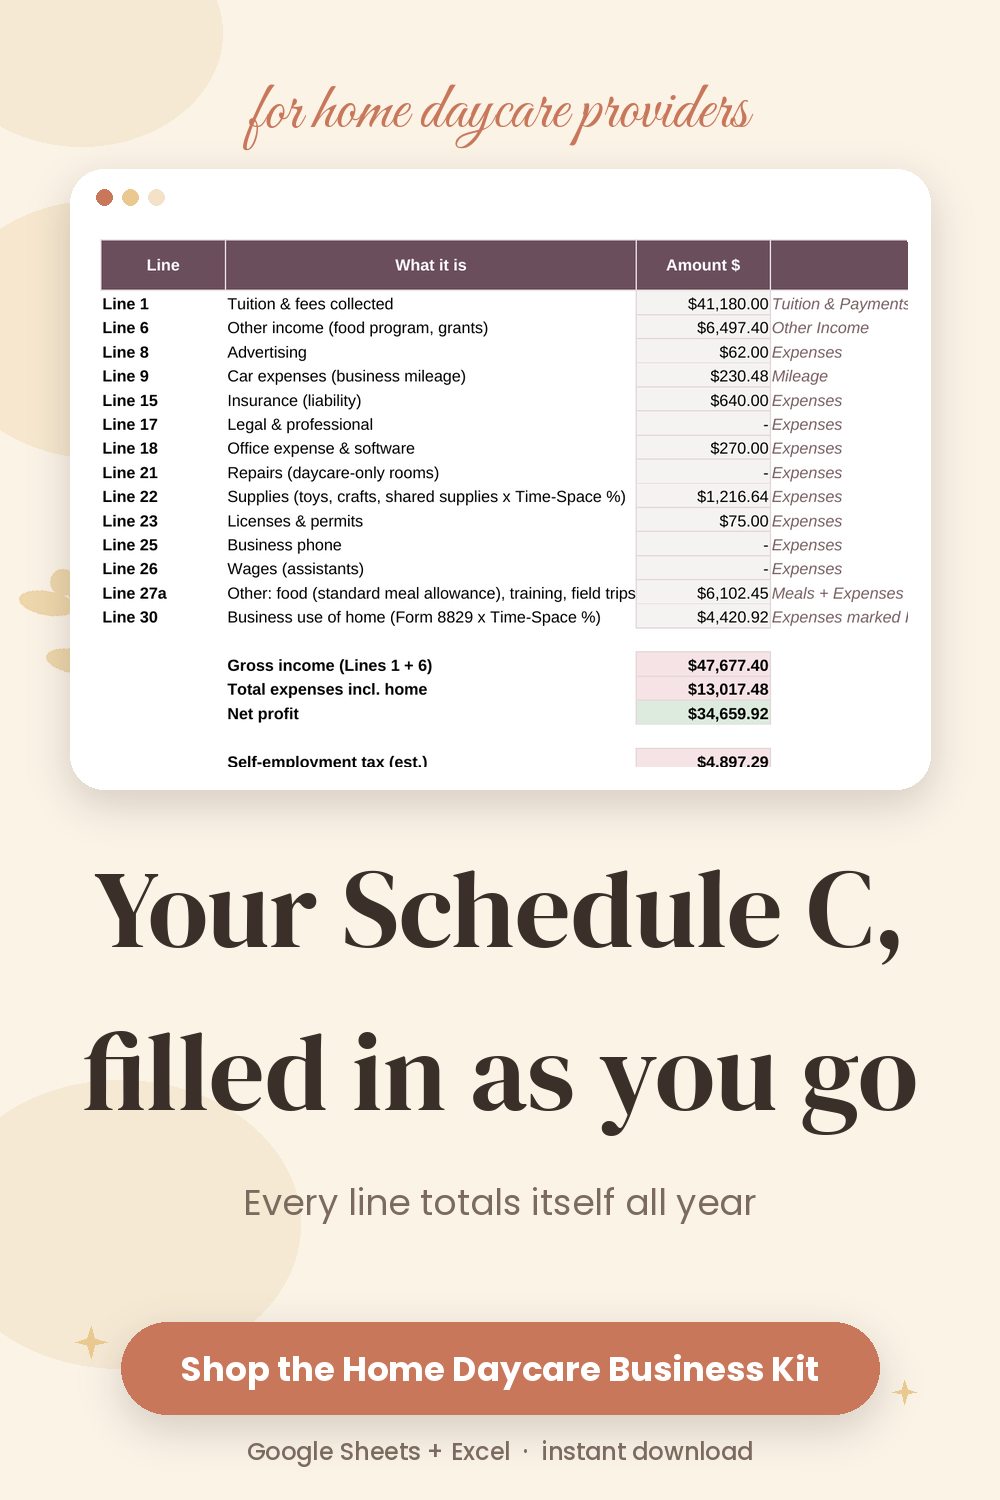 for home daycare providers
Line What it is Amount $
Line 1 Tuition & fees collected $41,180.00 Tuition & Payments
Line 6 Other income (food program, grants) $6,497.40 Other Income
Line 8 Advertising $62.00 Expenses
Line 9 Car expenses (business mileage) $230.48 Mileage
Line 15 Insurance (liability) $640.00 Expenses
Line 17 Legal & professional - Expenses
Line 18 Office expense & software $270.00 Expenses
Line 21 Repairs (daycare-only rooms) - Expenses
Line 22 Supplies (toys, crafts, shared supplies x Time-Space %) $1,216.64 Expenses
Line 23 Licenses & permits $75.00 Expenses
Line 25 Business phone - Expenses
Line 26 Wages (assistants) - Expenses
Line 27a Other: food (standard meal allowance), training, field trips $6,102.45 Meals + Expenses
Line 30 Business use of home (Form 8829 x Time-Space %) $4,420.92 Expenses marked
Gross income (Lines 1 + 6) $47,677.40
Total expenses incl. home $13,017.48
Net profit $34,659.92
Self-employment tax (est.) $4,897.29
Your Schedule C,
filled in as you go
Every line totals itself all year
Shop the Home Daycare Business Kit
Google Sheets + Excel · instant download